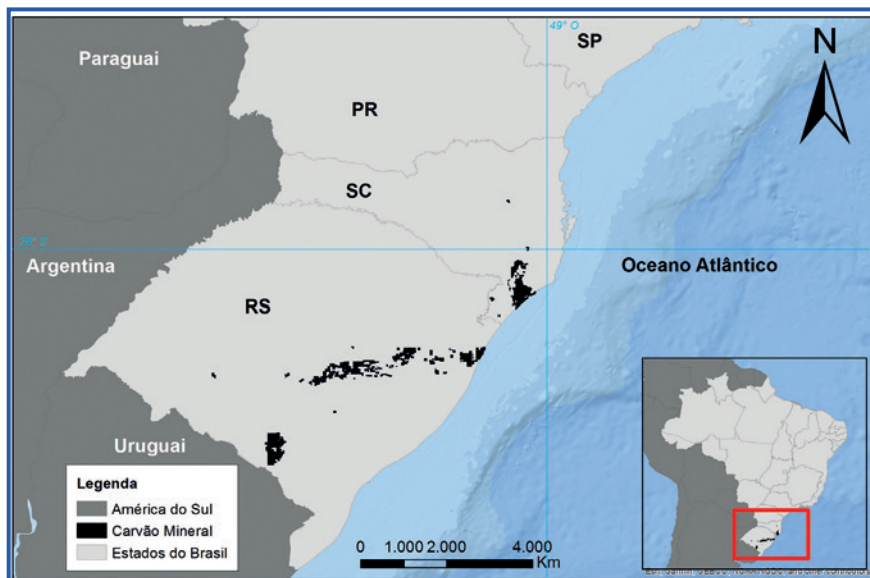 49° O
SP
N
Paraguai
PR
SC
Argentina
Oceano Atlântico
RS
Uruguai
Legenda
América do Sul
Carvão Mineral
Estados do Brasil
0 1.000 2.000 4.000
Km